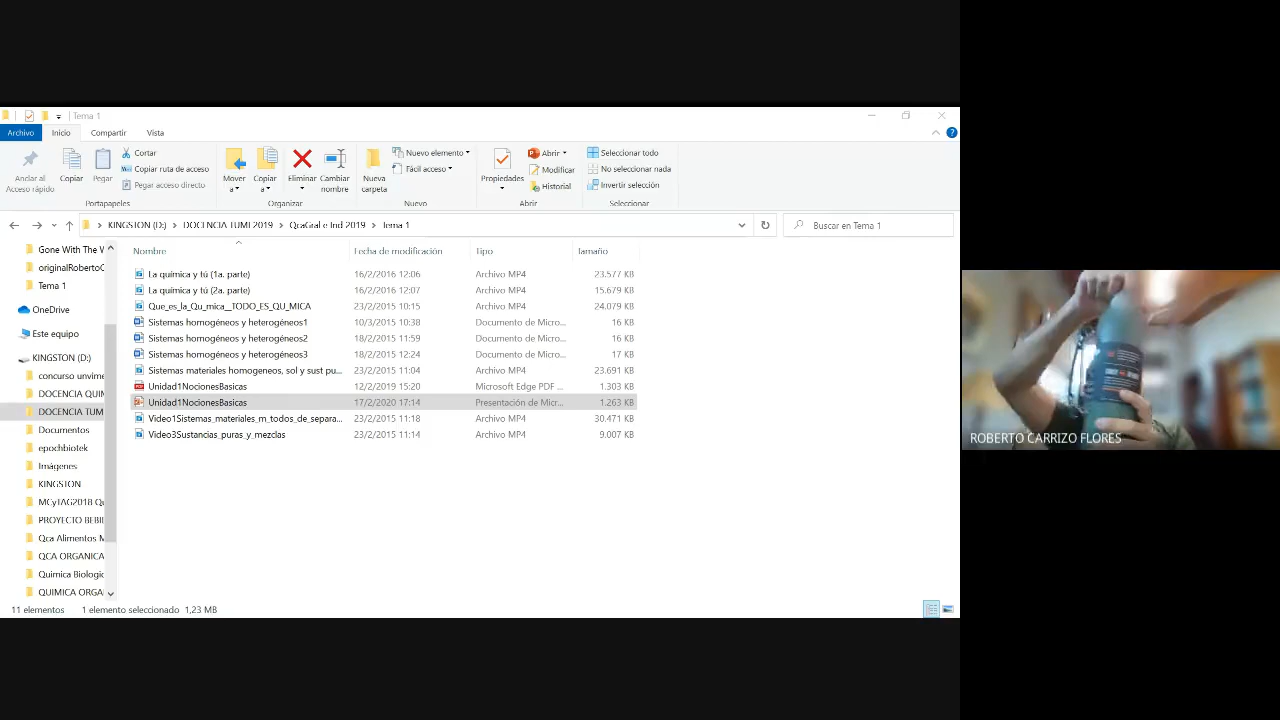 Tema 1
Archivo Inicio Compartir Vista
Anclar al Acceso rápido
Copiar
Pegar
Cortar
Copiar ruta de acceso
Pegar acceso directo
Portapapeles
Mover a
Copiar a
Eliminar
Cambiar nombre
Organizar
Nueva carpeta
Nuevo elemento
Fácil acceso
Nuevo
Propiedades
Abrir
Modificar
Historial
Abrir
Seleccionar todo
No seleccionar nada
Invertir selección
Seleccionar
KINGSTON (D:) > DOCENCIA TUMI 2019 > QcaGral e Ind 2019 > Tema 1
Buscar en Tema 1
Gone With The W
originalRobertoC
Tema 1
OneDrive
Este equipo
KINGSTON (D:)
concurso unvime
DOCENCIA QUIN
DOCENCIA TUMI
Documentos
epochbiotek
Imágenes
KINGSTON
MCyTAG2018 Qu
PROYECTO BEBII
Qca Alimentos M
QCA ORGANICA
Quimica Biologic
QUIMICA ORGA
Nombre Fecha de modificación Tipo Tamaño
La química y tú (1a. parte) 16/2/2016 12:06 Archivo MP4 23.577 KB
La química y tú (2a. parte) 16/2/2016 12:07 Archivo MP4 15.679 KB
Que_es_la_Qu_mica__TODO_ES_QU_MICA 23/2/2015 10:15 Archivo MP4 24.079 KB
Sistemas homogéneos y heterogéneos1 10/3/2015 10:38 Documento de Micro... 16 KB
Sistemas homogéneos y heterogéneos2 18/2/2015 11:59 Documento de Micro... 16 KB
Sistemas homogéneos y heterogéneos3 18/2/2015 12:24 Documento de Micro... 17 KB
Sistemas materiales homogeneos, sol y sust pu... 23/2/2015 11:04 Archivo MP4 23.691 KB
Unidad1NocionesBasicas 12/2/2019 15:20 Microsoft Edge PDF ... 1.303 KB
Unidad1NocionesBasicas 17/2/2020 17:14 Presentación de Micr... 1.263 KB
Video1Sistemas_materiales_m_todos_de_separa... 23/2/2015 11:18 Archivo MP4 30.471 KB
Video3Sustancias_puras_y_mezclas 23/2/2015 11:14 Archivo MP4 9.007 KB
11 elementos 1 elemento seleccionado 1,23 MB
ROBERTO CARRIZO FLORES